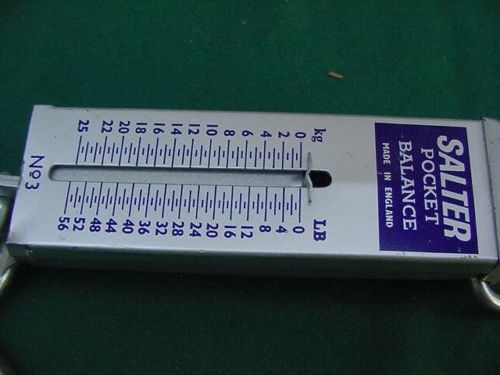 SALTER
POCKET
BALANCE
MADE IN ENGLAND
kg LB
0 0
2 4
4 8
6 12
8 16
10 20
12 24
14 28
16 32
18 36
20 40
22 44
25 48
52
56
Nº3